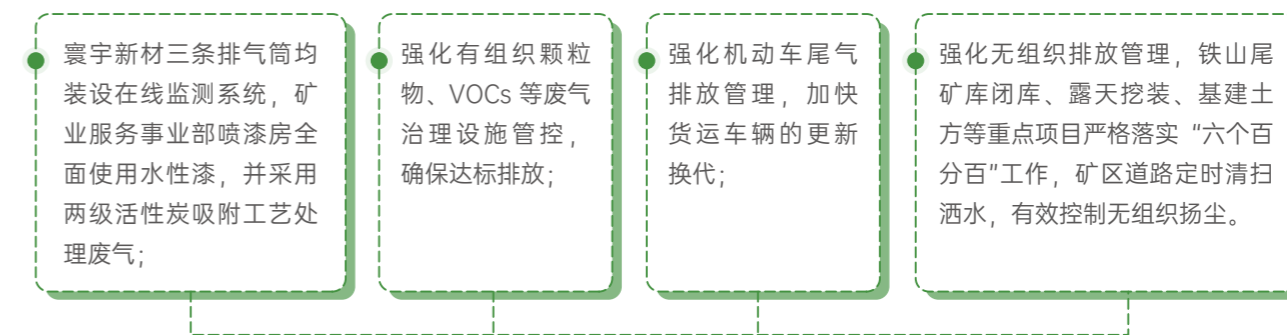 寰宇新材三条排气筒均
装设在线监测系统，矿
业服务事业部喷漆房全
面使用水性漆，并采用
两级活性炭吸附工艺处
理废气；
强化有组织颗粒
物、VOCs 等废气
治理设施管控，
确保达标排放；
强化机动车尾气
排放管理，加快
货运车辆的更新
换代；
强化无组织排放管理，铁山尾
矿库闭库、露天挖装、基建土
方等重点项目严格落实“六个百
分百”工作，矿区道路定时清扫
洒水，有效控制无组织扬尘。